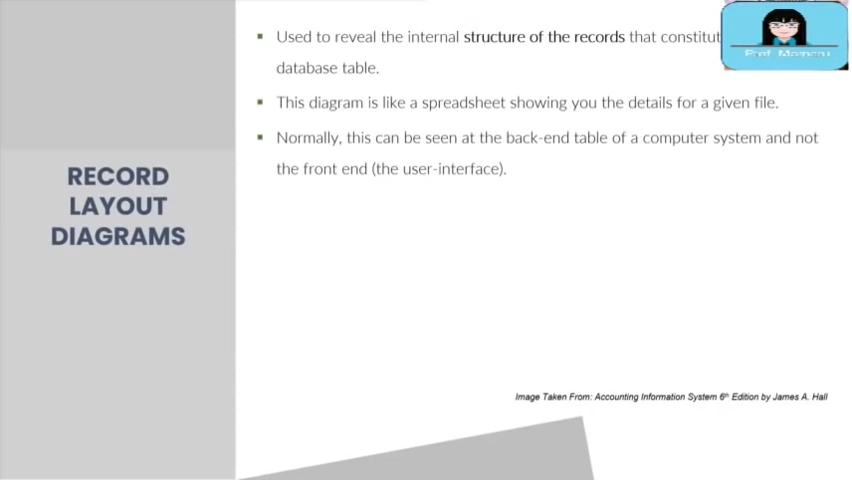 Used to reveal the internal structure of the records that constitut
database table.
This diagram is like a spreadsheet showing you the details for a given file.
Normally, this can be seen at the back-end table of a computer system and not
the front end (the user-interface).
RECORD
LAYOUT
DIAGRAMS
Image Taken From: Accounting Information System 6th Edition by James A. Hall
Prof.